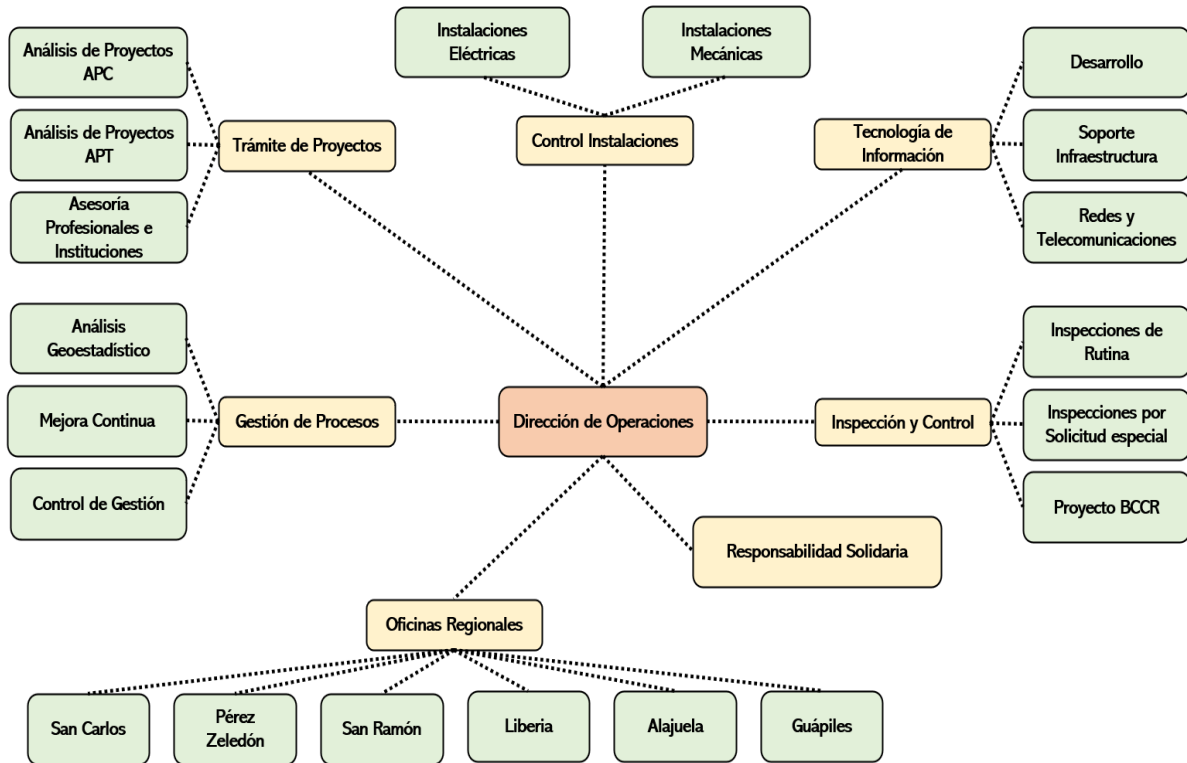 Análisis de Proyectos
APC
Análisis de Proyectos
APT
Asesoría
Profesionales e
Instituciones
Trámite de Proyectos
Instalaciones
Eléctricas
Instalaciones
Mecánicas
Control Instalaciones
Tecnología de
Información
Desarrollo
Soporte
Infraestructura
Redes y
Telecomunicaciones
Análisis
Geoestadístico
Mejora Continua
Control de Gestión
Gestión de Procesos
Dirección de Operaciones
Inspección y Control
Inspecciones de
Rutina
Inspecciones por
Solicitud especial
Proyecto BCCR
Responsabilidad Solidaria
Oficinas Regionales
San Carlos
Pérez
Zeledón
San Ramón
Liberia
Alajuela
Guápiles